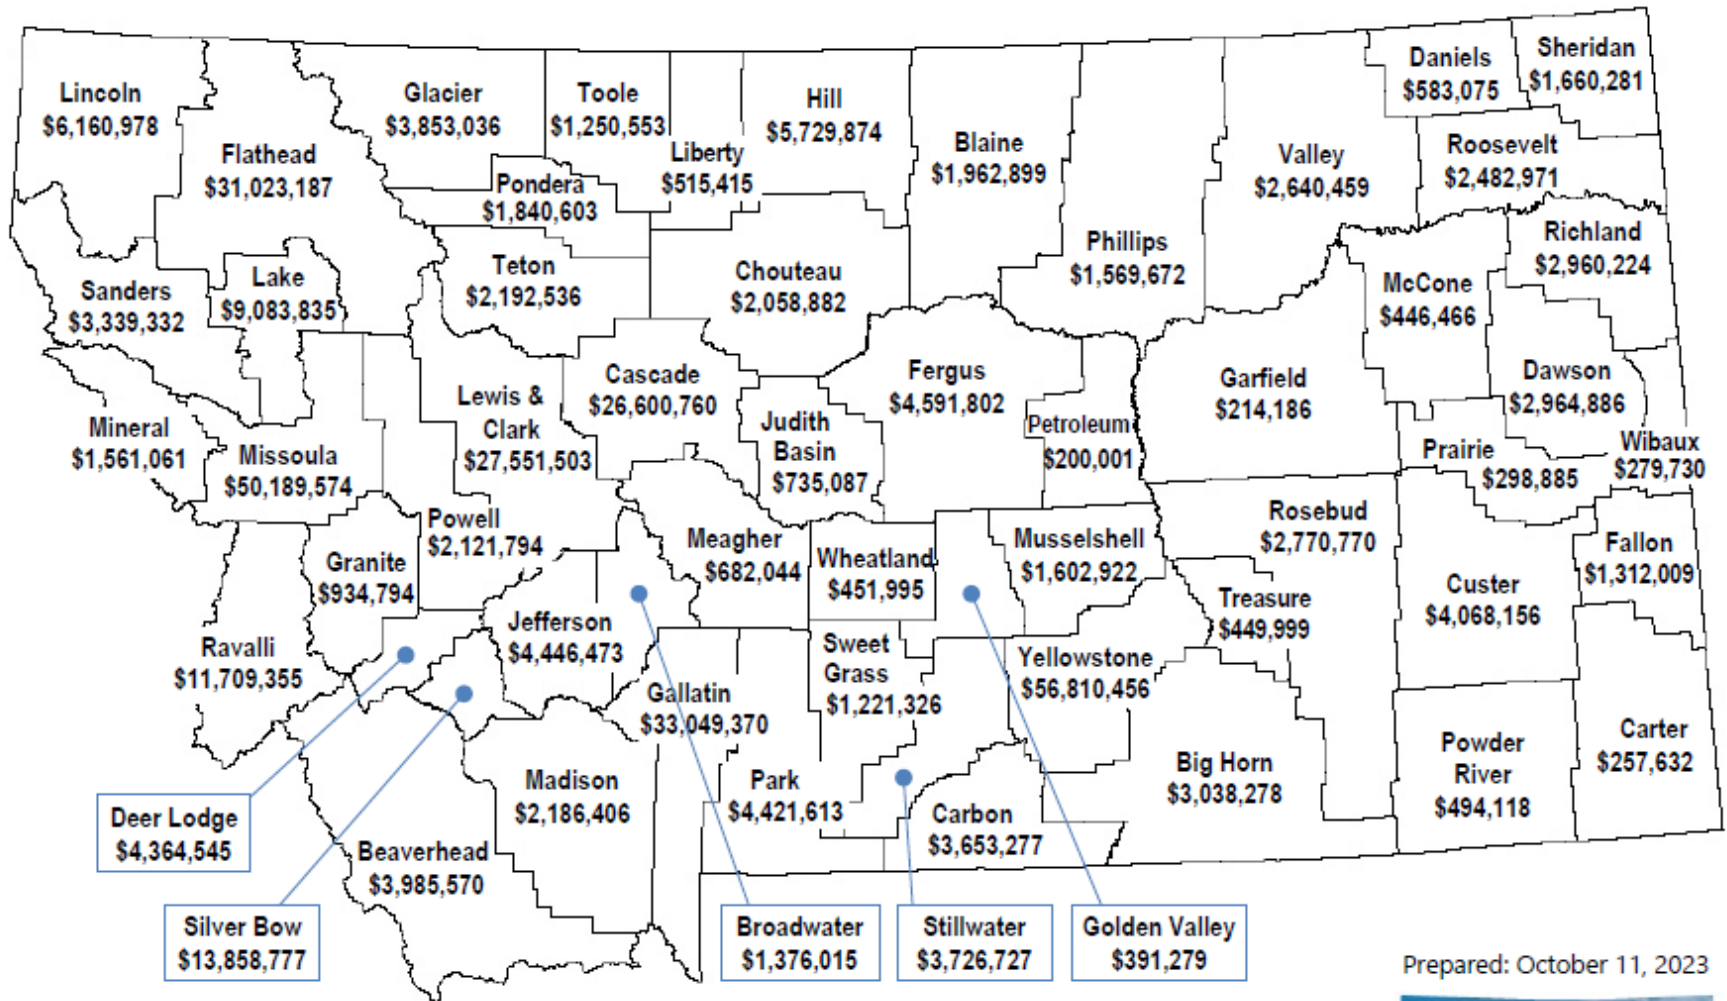 Lincoln
$6,160,978
Flathead
$31,023,187
Glacier
$3,853,036
Toole
$1,250,553
Liberty
$515,415
Hill
$5,729,874
Blaine
$1,962,899
Phillips
$1,569,672
Valley
$2,640,459
Daniels
$583,075
Sheridan
$1,660,281
Roosevelt
$2,482,971
Pondera
$1,840,603
Richland
$2,960,224
Sanders
$3,339,332
Lake
$9,083,835
Teton
$2,192,536
Chouteau
$2,058,882
McCone
$446,466
Mineral
$1,561,061
Missoula
$50,189,574
Lewis &
Clark
$27,551,503
Cascade
$26,600,760
Judith
Basin
$735,087
Fergus
$4,591,802
Petroleum
$200,001
Garfield
$214,186
Dawson
$2,964,886
Prairie
$298,885
Wibaux
$279,730
Powell
$2,121,794
Granite
$934,794
Meagher
$682,044
Wheatland
$451,995
Musselshell
$1,602,922
Rosebud
$2,770,770
Treasure
$449,999
Custer
$4,068,156
Fallon
$1,312,009
Ravalli
$11,709,355
Jefferson
$4,446,473
Gallatin
$33,049,370
Sweet
Grass
$1,221,326
Yellowstone
$56,810,456
Madison
$2,186,406
Park
$4,421,613
Carbon
$3,653,277
Big Horn
$3,038,278
Powder
River
$494,118
Carter
$257,632
Deer Lodge
$4,364,545
Beaverhead
$3,985,570
Silver Bow
$13,858,777
Broadwater
$1,376,015
Stillwater
$3,726,727
Golden Valley
$391,279
Prepared: October 11, 2023